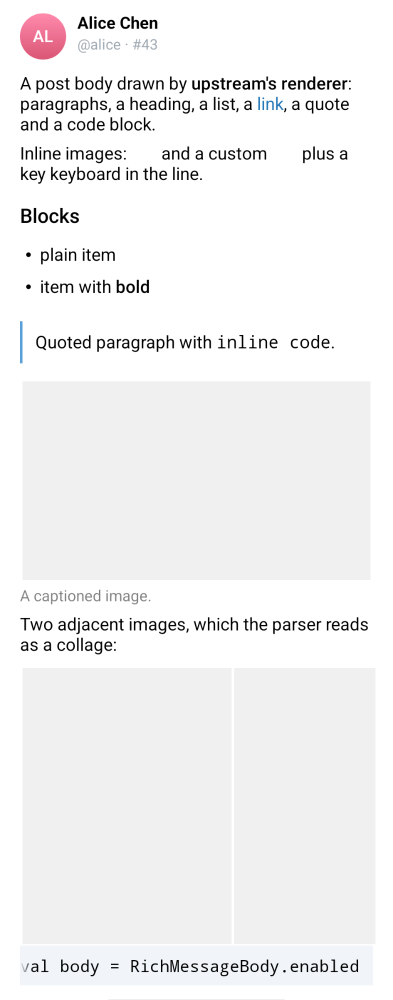 AL
Alice Chen
@alice · #43
A post body drawn by upstream's renderer:
paragraphs, a heading, a list, a link, a quote
and a code block.
Inline images: and a custom plus a
key keyboard in the line.
Blocks
• plain item
• item with bold
Quoted paragraph with inline code.
A captioned image.
Two adjacent images, which the parser reads
as a collage:
val body = RichMessageBody.enabled